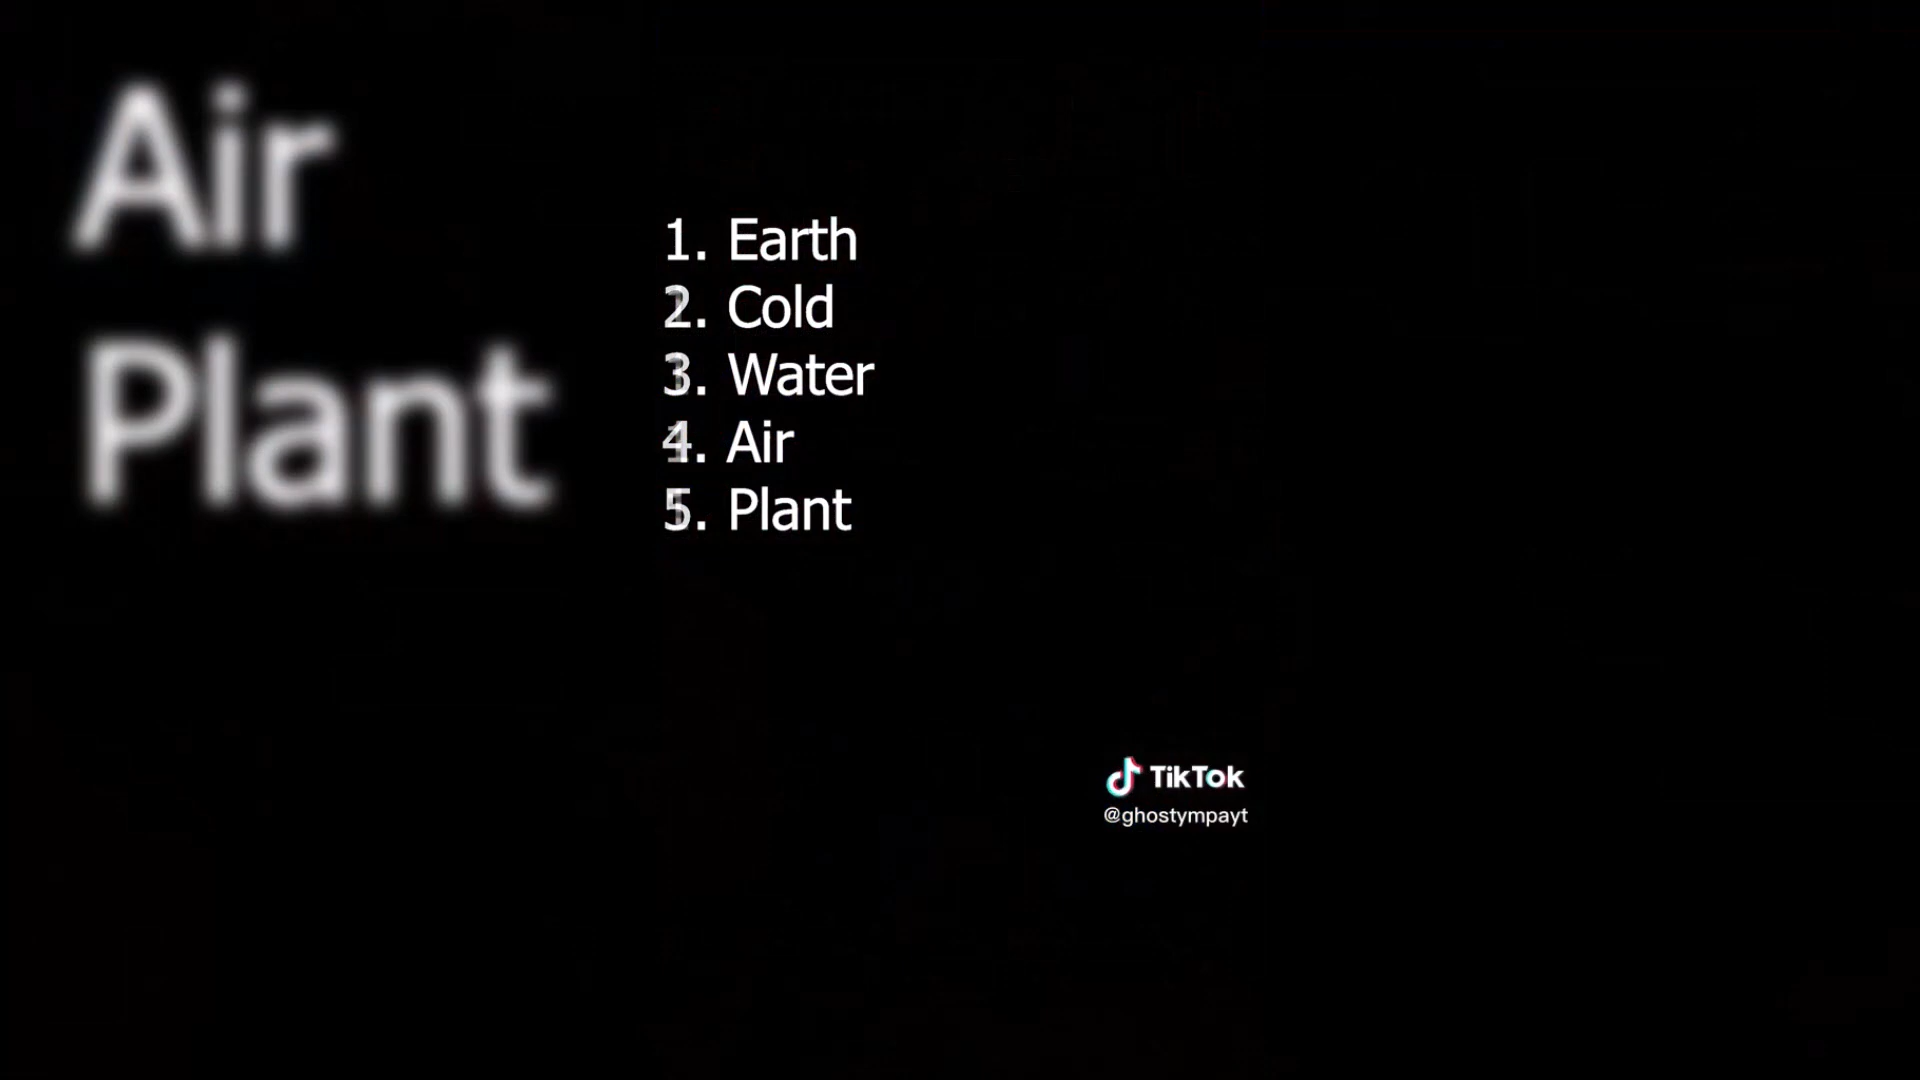 Air
Plant
1. Earth
2. Cold
3. Water
4. Air
5. Plant
TikTok
@ghostympayt